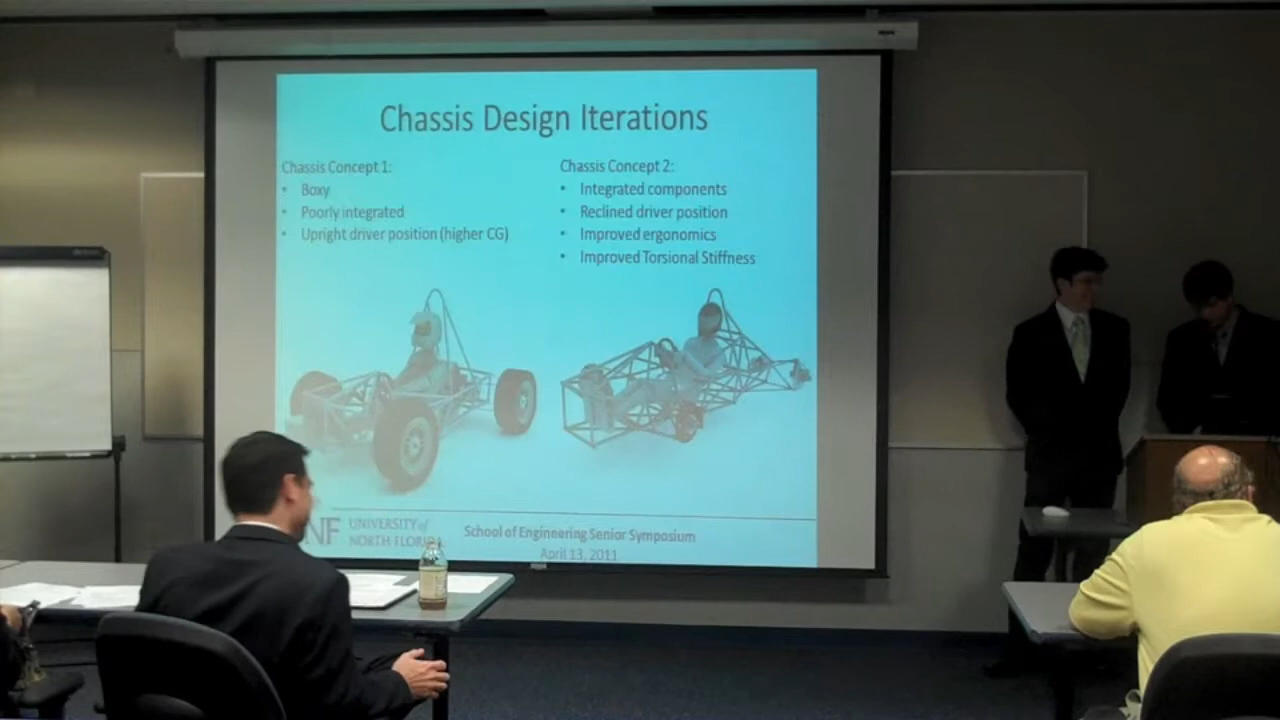 Chassis Design Iterations
Chassis Concept 1:
• Boxy
• Poorly integrated
• Upright driver position (higher CG)
Chassis Concept 2:
• Integrated components
• Reclined driver position
• Improved ergonomics
• Improved Torsional Stiffness
NF
UNIVERSITY of
NORTH FLORIDA
School of Engineering Senior Symposium
April 13, 2011